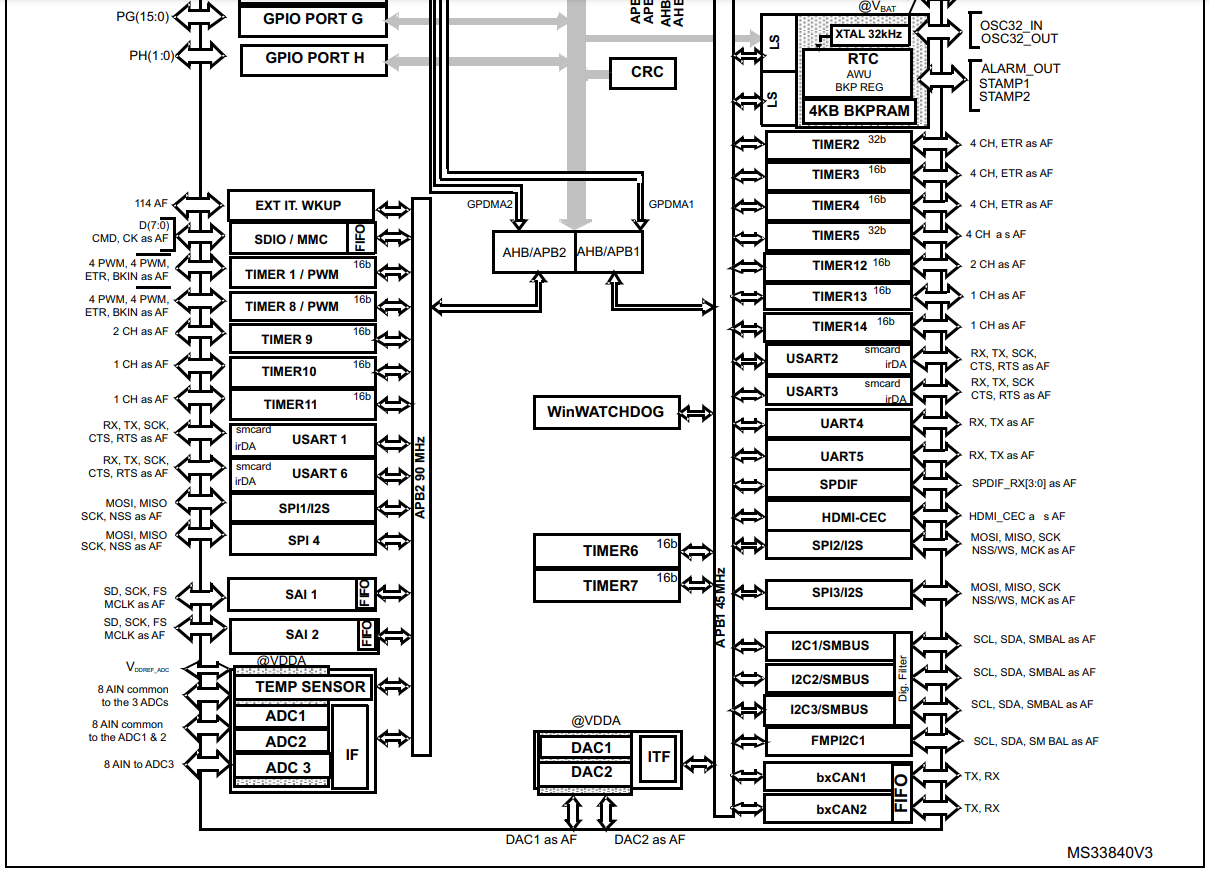 PG(15:0)
GPIO PORT G
PH(1:0)
GPIO PORT H
CRC
@VBAT
LS
LS
XTAL 32kHz
RTC
AWU
BKP REG
4KB BKPRAM
OSC32_IN
OSC32_OUT
ALARM_OUT
STAMP1
STAMP2
GPDMA2
GPDMA1
AHB/APB2
AHB/APB1
114 AF
EXT IT. WKUP
D(7:0)
CMD, CK as AF
SDIO / MMC
FIFO
4 PWM, 4 PWM,
ETR, BKIN as AF
TIMER 1 / PWM
16b
4 PWM, 4 PWM,
ETR, BKIN as AF
TIMER 8 / PWM
16b
2 CH as AF
TIMER 9
16b
1 CH as AF
TIMER10
16b
1 CH as AF
TIMER11
16b
RX, TX, SCK,
CTS, RTS as AF
smcard
irDA
USART 1
RX, TX, SCK,
CTS, RTS as AF
smcard
irDA
USART 6
MOSI, MISO
SCK, NSS as AF
SPI1/I2S
MOSI, MISO
SCK, NSS as AF
SPI 4
SD, SCK, FS
MCLK as AF
SAI 1
FIFO
SD, SCK, FS
MCLK as AF
SAI 2
FIFO
@VDDA
VDDREF_ADC
TEMP SENSOR
8 AIN common
to the 3 ADCs
ADC1
8 AIN common
to the ADC1 & 2
ADC2
8 AIN to ADC3
ADC 3
IF
APB2 90 MHz
WinWATCHDOG
TIMER6
16b
TIMER7
16b
@VDDA
DAC1
DAC2
ITF
DAC1 as AF
DAC2 as AF
APB1 45 MHz
TIMER2
32b
4 CH, ETR as AF
TIMER3
16b
4 CH, ETR as AF
TIMER4
16b
4 CH, ETR as AF
TIMER5
32b
4 CH a s AF
TIMER12
16b
2 CH as AF
TIMER13
16b
1 CH as AF
TIMER14
16b
1 CH as AF
USART2
smcard
irDA
RX, TX, SCK,
CTS, RTS as AF
USART3
smcard
irDA
RX, TX, SCK
CTS, RTS as AF
UART4
RX, TX as AF
UART5
RX, TX as AF
SPDIF
SPDIF_RX[3:0] as AF
HDMI-CEC
HDMI_CEC a s AF
SPI2/I2S
MOSI, MISO, SCK
NSS/WS, MCK as AF
SPI3/I2S
MOSI, MISO, SCK
NSS/WS, MCK as AF
I2C1/SMBUS
SCL, SDA, SMBAL as AF
I2C2/SMBUS
SCL, SDA, SMBAL as AF
I2C3/SMBUS
SCL, SDA, SMBAL as AF
Dig. Filter
FMPI2C1
SCL, SDA, SM BAL as AF
bxCAN1
TX, RX
bxCAN2
TX, RX
FIFO
MS33840V3